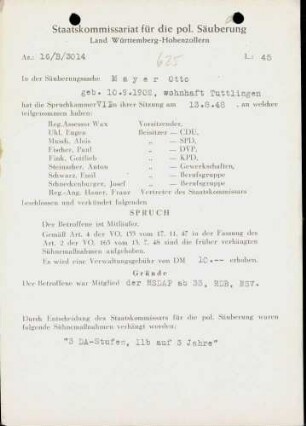 Staatskommissariat für die pol. Säuberung
Land Württemberg-Hohenzollern
Az.: 16/B/3014
625
L: 45
In der Säuberungssache: Mayer Otto
geb. 10.9.1902, wohnhaft Tuttlingen
hat die Spruchkammer VII in ihrer Sitzung am 13.8.48 an welcher
teilgenommen haben:
Reg.Assessor Wax Vorsitzender,
Uhl, Eugen Beisitzer — CDU,
Munck, Alois „ — SPD,
Fischer, Paul „ — DVP,
Fink, Gottlieb „ — KPD,
Steinacher, Anton „ — Gewerkschaften,
Schwarz, Emil „ — Berufsgruppe
Schneckenburger, Josef „ — Berufsgruppe
Reg.-Ang. Hauer, Franz Vertreter des Staatskommissars
beschlossen und verkündet folgenden
SPRUCH
Der Betroffene ist Mitläufer.
Gemäß Art. 4 der VO 133 vom 17. 11. 47 in der Fassung des
Art. 2 der VO. 165 vom 13. 7. 48 sind die früher verhängten
Sühnemaßnahmen aufgehoben.
Es wird eine Verwaltungsgebühr von DM 10.-- erhoben.
Gründe
Der Betroffene war Mitglied der NSDAP ab 33, RDB, NSV.
Durch Entscheidung des Staatskommissars für die pol. Säuberung waren
folgende Sühnemaßnahmen verhängt worden:
"3 DA-Stufen, 11b auf 3 Jahre"